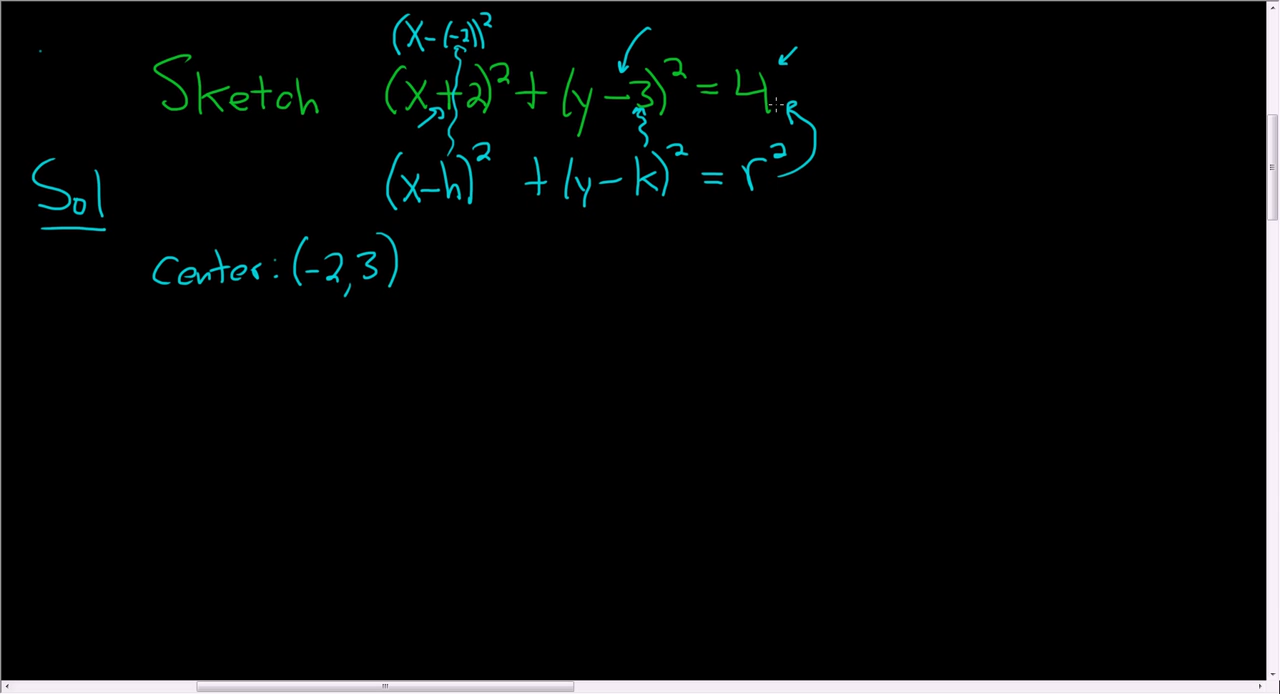 (x-(-2))²
Sketch (x+2)² + (y-3)² = 4
Sol
(x-h)² + (y-k)² = r²
Center: (-2,3)